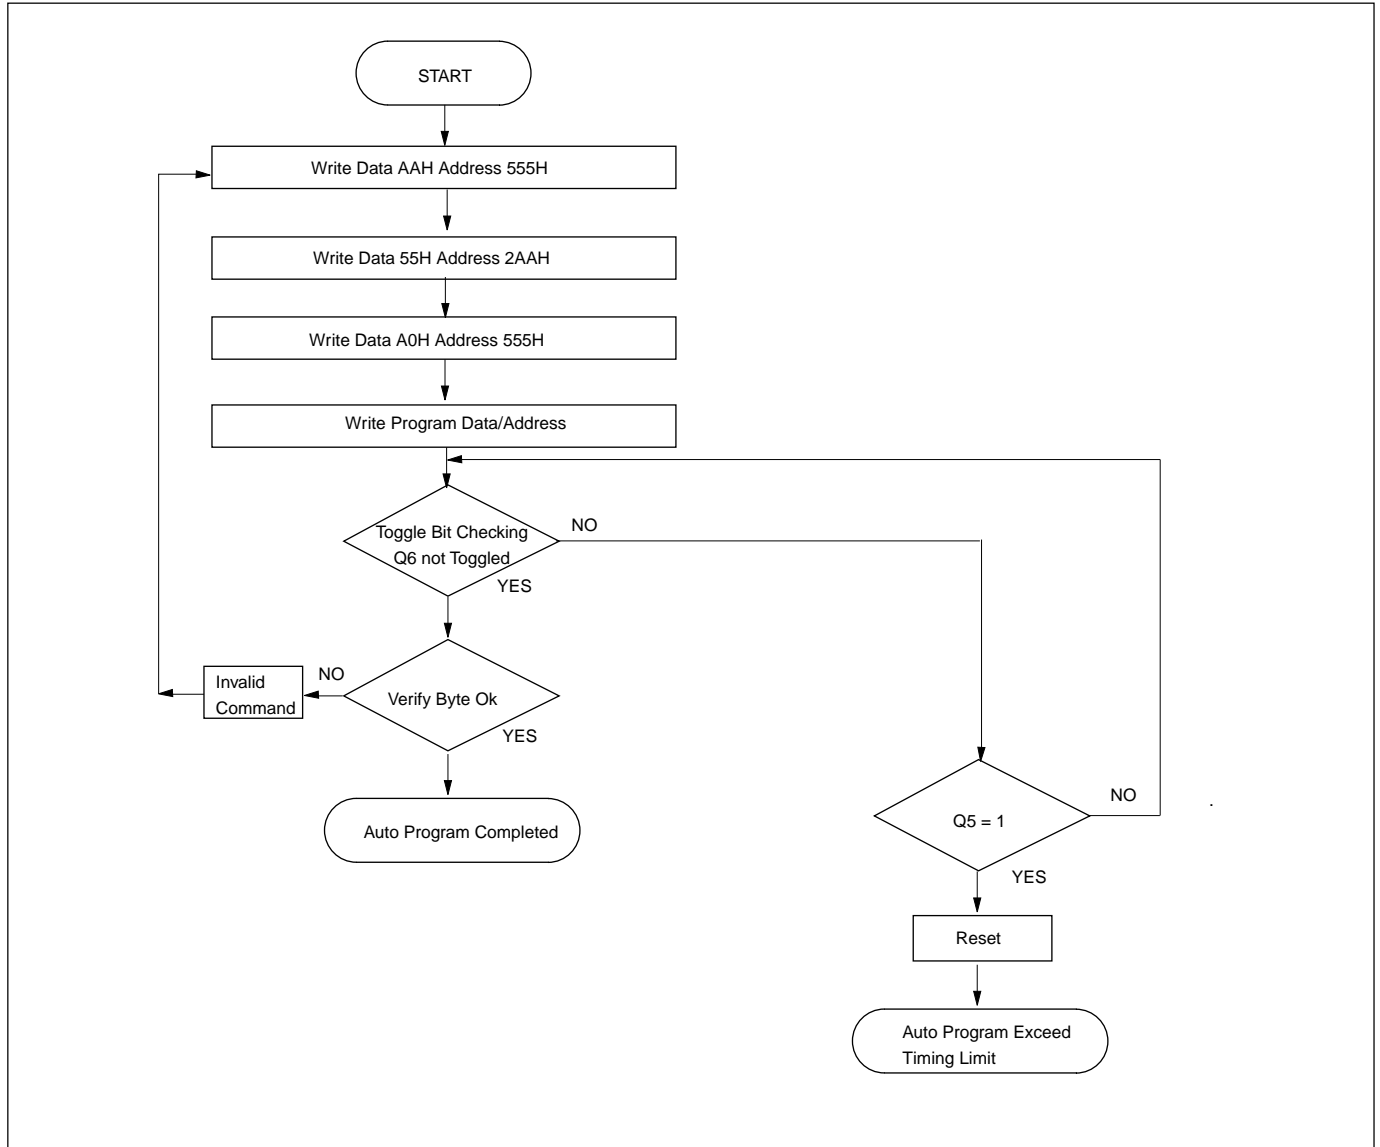 START
Write Data AAH Address 555H
Write Data 55H Address 2AAH
Write Data A0H Address 555H
Write Program Data/Address
Toggle Bit Checking
Q6 not Toggled
NO
YES
Invalid
Command
NO
Verify Byte Ok
YES
Auto Program Completed
Q5 = 1
NO
.
YES
Reset
Auto Program Exceed
Timing Limit